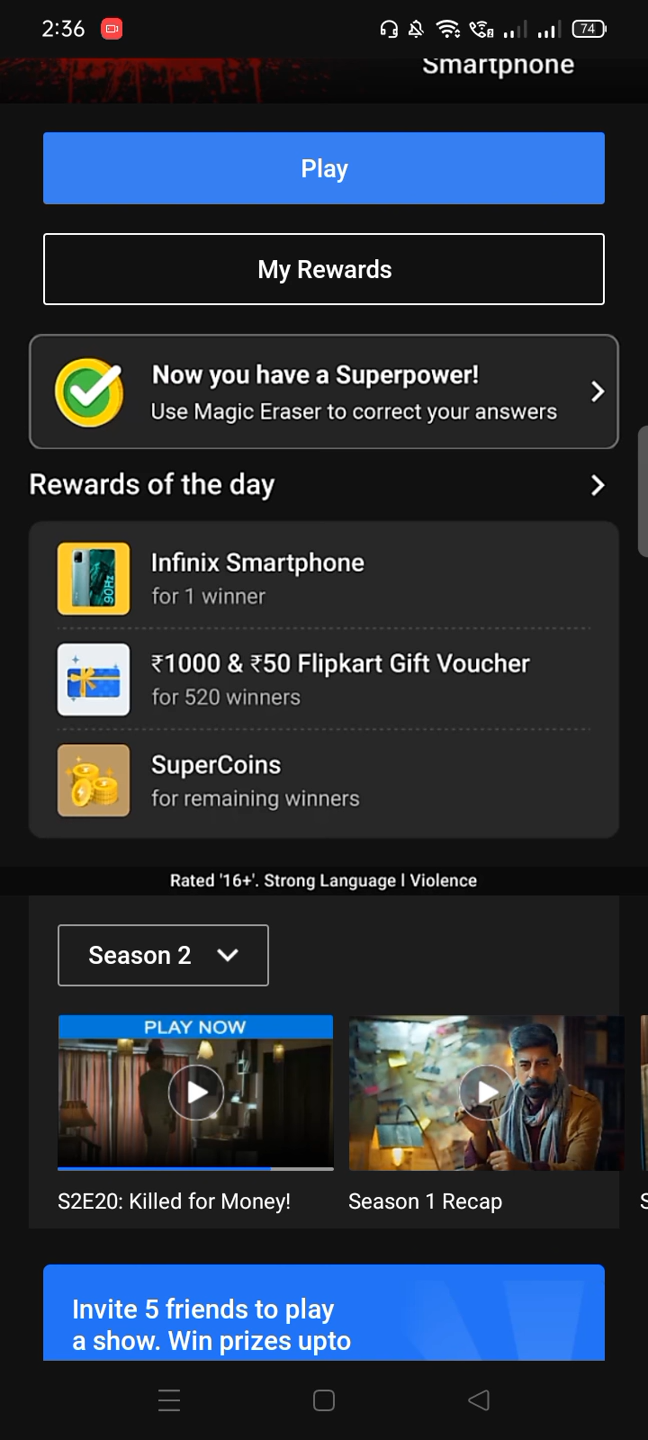 2:36
74
Smartphone
Play
My Rewards
Now you have a Superpower!
Use Magic Eraser to correct your answers
Rewards of the day
90Hz
Infinix Smartphone
for 1 winner
₹1000 & ₹50 Flipkart Gift Voucher
for 520 winners
SuperCoins
for remaining winners
Rated '16+'. Strong Language | Violence
Season 2
PLAY NOW
S2E20: Killed for Money!
Season 1 Recap
Invite 5 friends to play
a show. Win prizes upto